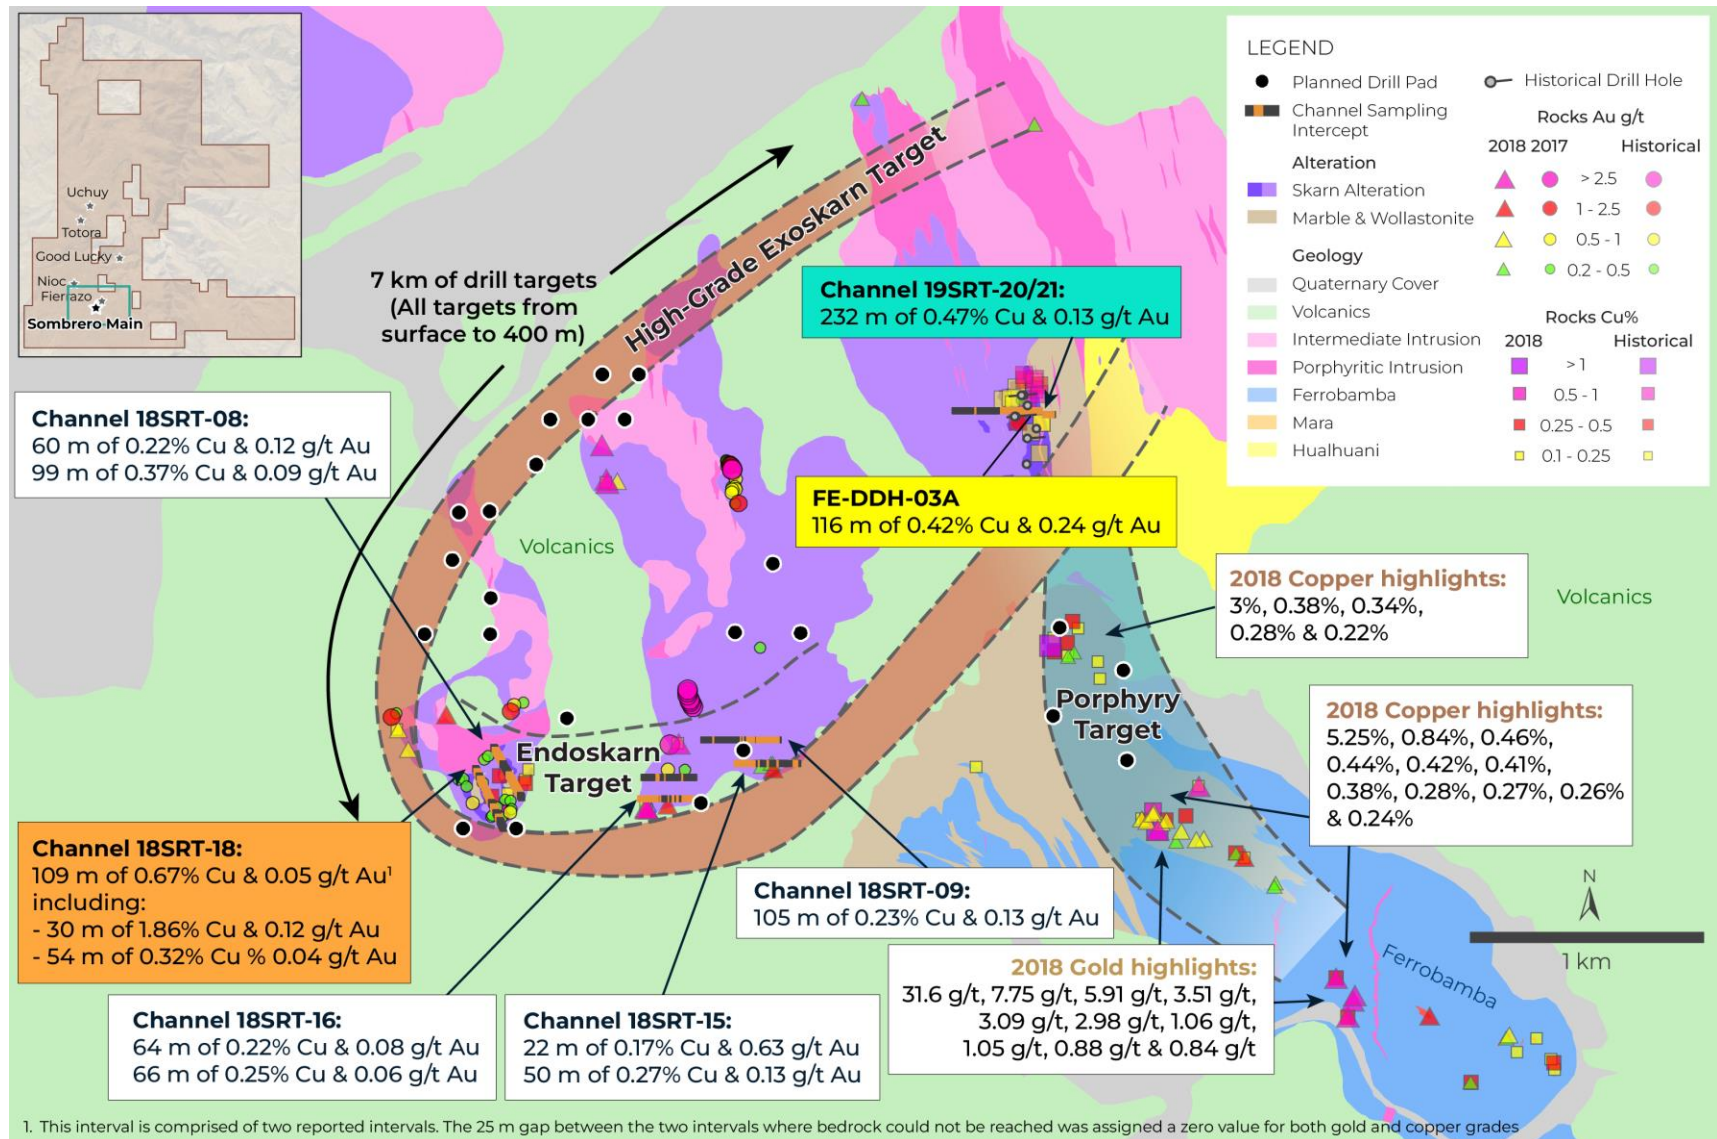 Uchuy
Totora
Good Lucky
Nioc
Fierrazo
Sombrero Main
7 km of drill targets
(All targets from
surface to 400 m)
High-Grade Exoskarn Target
Channel 19SRT-20/21:
232 m of 0.47% Cu & 0.13 g/t Au
LEGEND
Planned Drill Pad
Channel Sampling
Intercept
Alteration
Skarn Alteration
Marble & Wollastonite
Geology
Quaternary Cover
Volcanics
Intermediate Intrusion
Porphyritic Intrusion
Ferrobamba
Mara
Hualhuani
Historical Drill Hole
Rocks Au g/t
2018 2017 Historical
> 2.5
1 - 2.5
0.5 - 1
0.2 - 0.5
Rocks Cu%
2018 Historical
> 1
0.5 - 1
0.25 - 0.5
0.1 - 0.25
Channel 18SRT-08:
60 m of 0.22% Cu & 0.12 g/t Au
99 m of 0.37% Cu & 0.09 g/t Au
FE-DDH-03A
116 m of 0.42% Cu & 0.24 g/t Au
Volcanics
2018 Copper highlights:
3%, 0.38%, 0.34%,
0.28% & 0.22%
Volcanics
Porphyry
Target
Endoskarn
Target
2018 Copper highlights:
5.25%, 0.84%, 0.46%,
0.44%, 0.42%, 0.41%,
0.38%, 0.28%, 0.27%, 0.26%
& 0.24%
Channel 18SRT-18:
109 m of 0.67% Cu & 0.05 g/t Au¹
including:
- 30 m of 1.86% Cu & 0.12 g/t Au
- 54 m of 0.32% Cu % 0.04 g/t Au
Channel 18SRT-09:
105 m of 0.23% Cu & 0.13 g/t Au
N
1 km
Ferrobamba
2018 Gold highlights:
31.6 g/t, 7.75 g/t, 5.91 g/t, 3.51 g/t,
3.09 g/t, 2.98 g/t, 1.06 g/t,
1.05 g/t, 0.88 g/t & 0.84 g/t
Channel 18SRT-16:
64 m of 0.22% Cu & 0.08 g/t Au
66 m of 0.25% Cu & 0.06 g/t Au
Channel 18SRT-15:
22 m of 0.17% Cu & 0.63 g/t Au
50 m of 0.27% Cu & 0.13 g/t Au
1. This interval is comprised of two reported intervals. The 25 m gap between the two intervals where bedrock could not be reached was assigned a zero value for both gold and copper grades